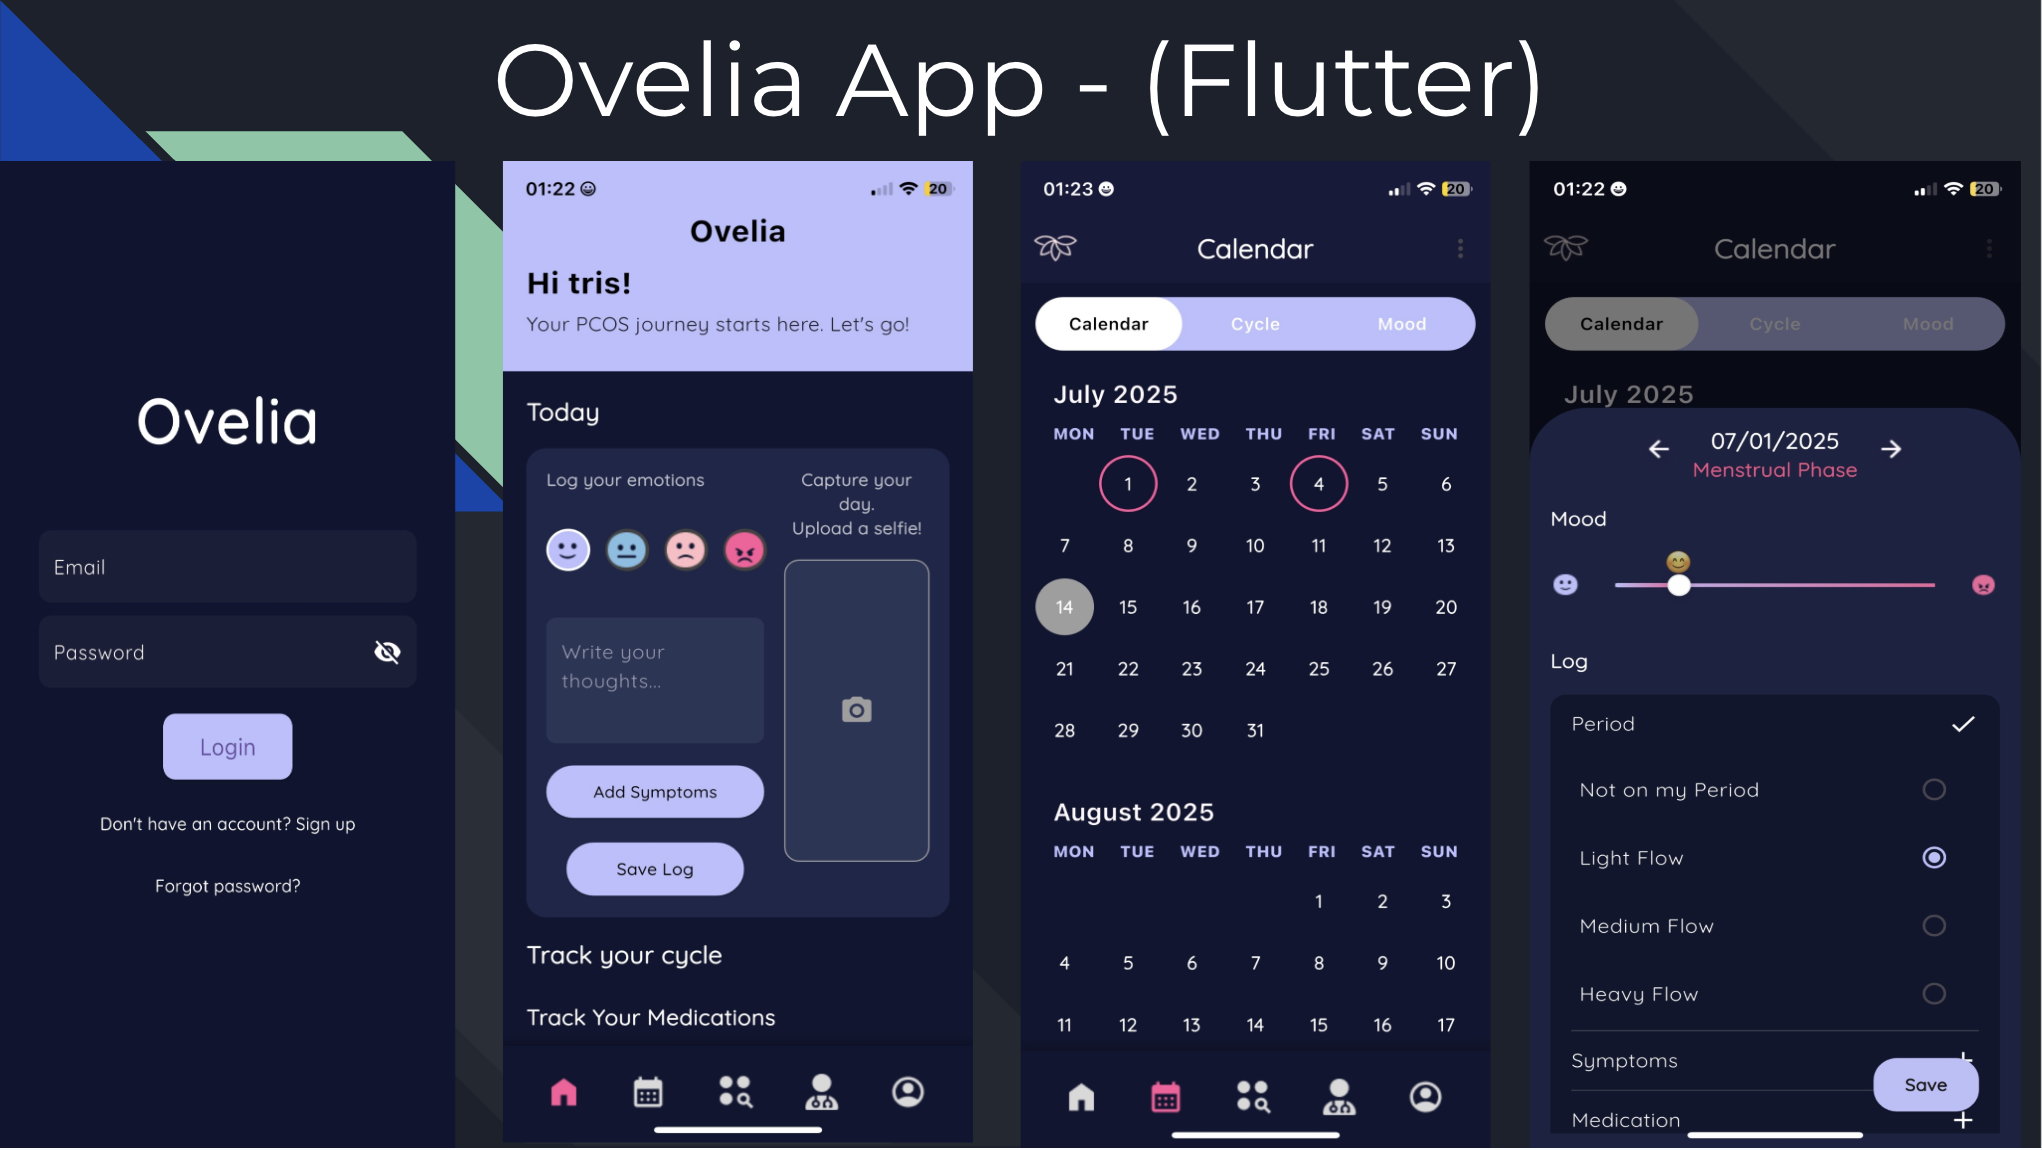 Ovelia App - (Flutter)
Ovelia
Email
Password
Login
Don't have an account? Sign up
Forgot password?
01:22
20
Ovelia
Hi tris!
Your PCOS journey starts here. Let's go!
Today
Log your emotions
Capture your
day.
Upload a selfie!
Write your
thoughts...
Add Symptoms
Save Log
Track your cycle
Track Your Medications
01:23
20
Calendar
Calendar Cycle Mood
July 2025
MON TUE WED THU FRI SAT SUN
1 2 3 4 5 6
7 8 9 10 11 12 13
14 15 16 17 18 19 20
21 22 23 24 25 26 27
28 29 30 31
August 2025
MON TUE WED THU FRI SAT SUN
1 2 3
4 5 6 7 8 9 10
11 12 13 14 15 16 17
01:22
20
Calendar
Calendar Cycle Mood
July 2025
07/01/2025
Menstrual Phase
Mood
Log
Period
Not on my Period
Light Flow
Medium Flow
Heavy Flow
Symptoms
Save
Medication